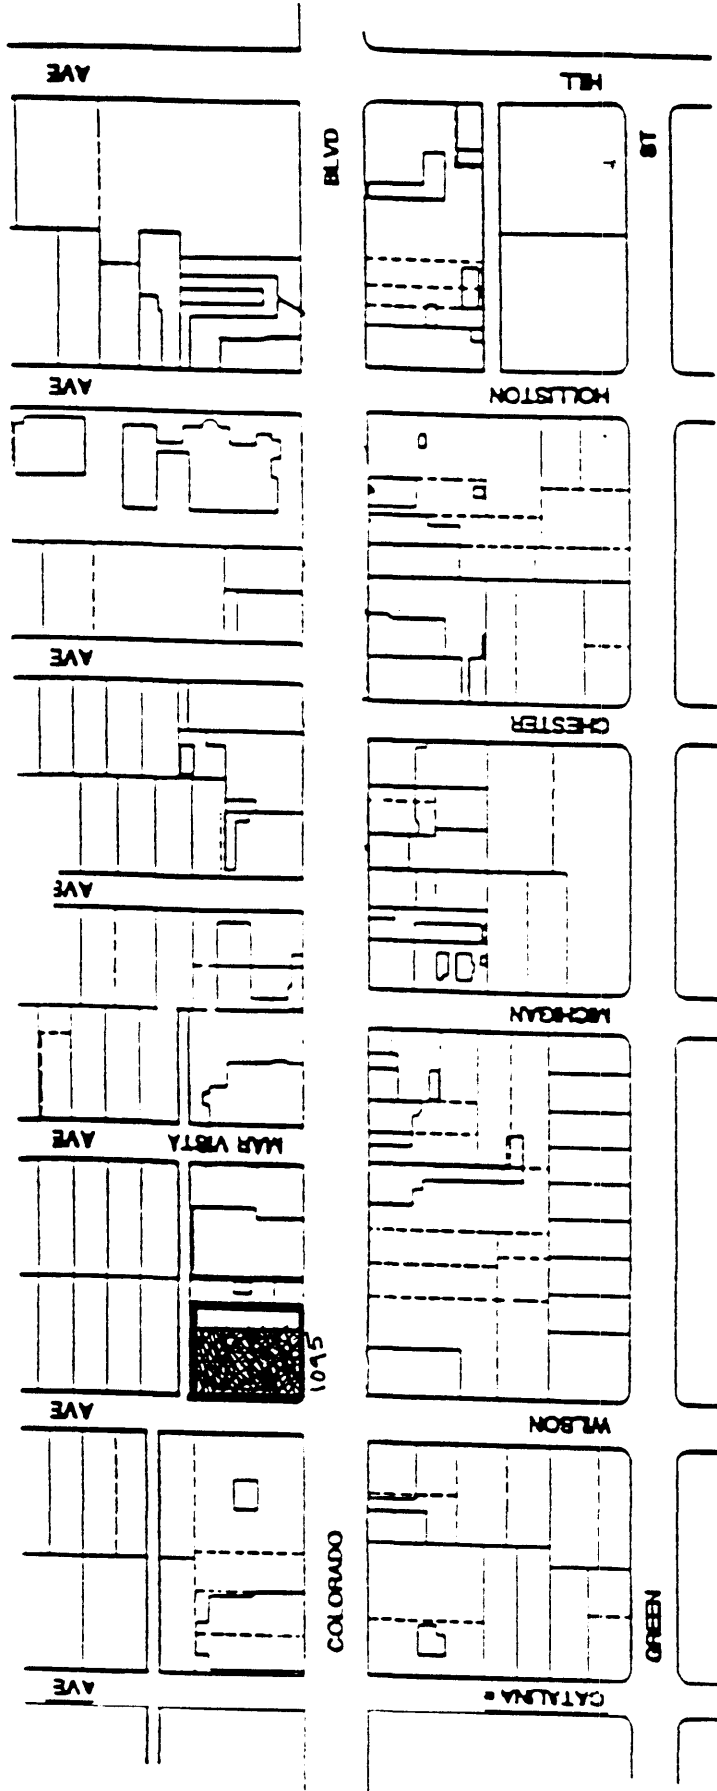 AVE
HILL
BLVD
ST
AVE
HOLLISTON
AVE
CHESTER
AVE
MICHIGAN
AVE
MAR VISTA
1095
AVE
WILSON
COLORADO
GREEN
AVE
CATALINA